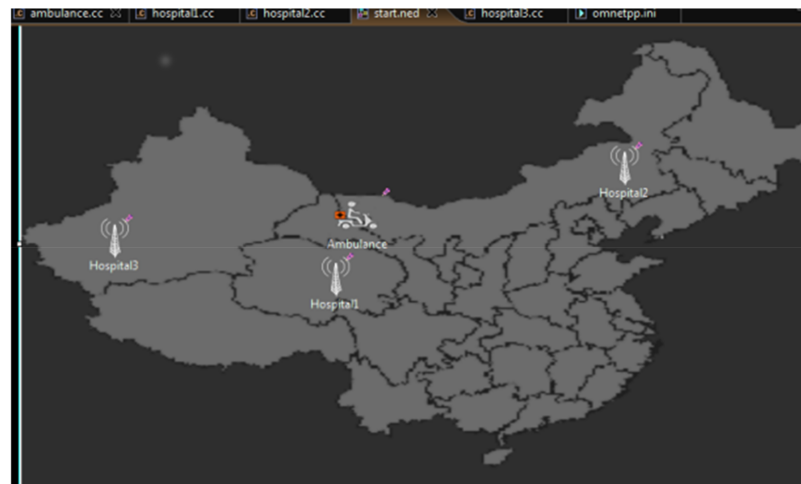 ambulance.cc hospital1.cc hospital2.cc start.ned hospital3.cc omnetpp.ini
Hospital2
Ambulance
Hospital3
Hospital1